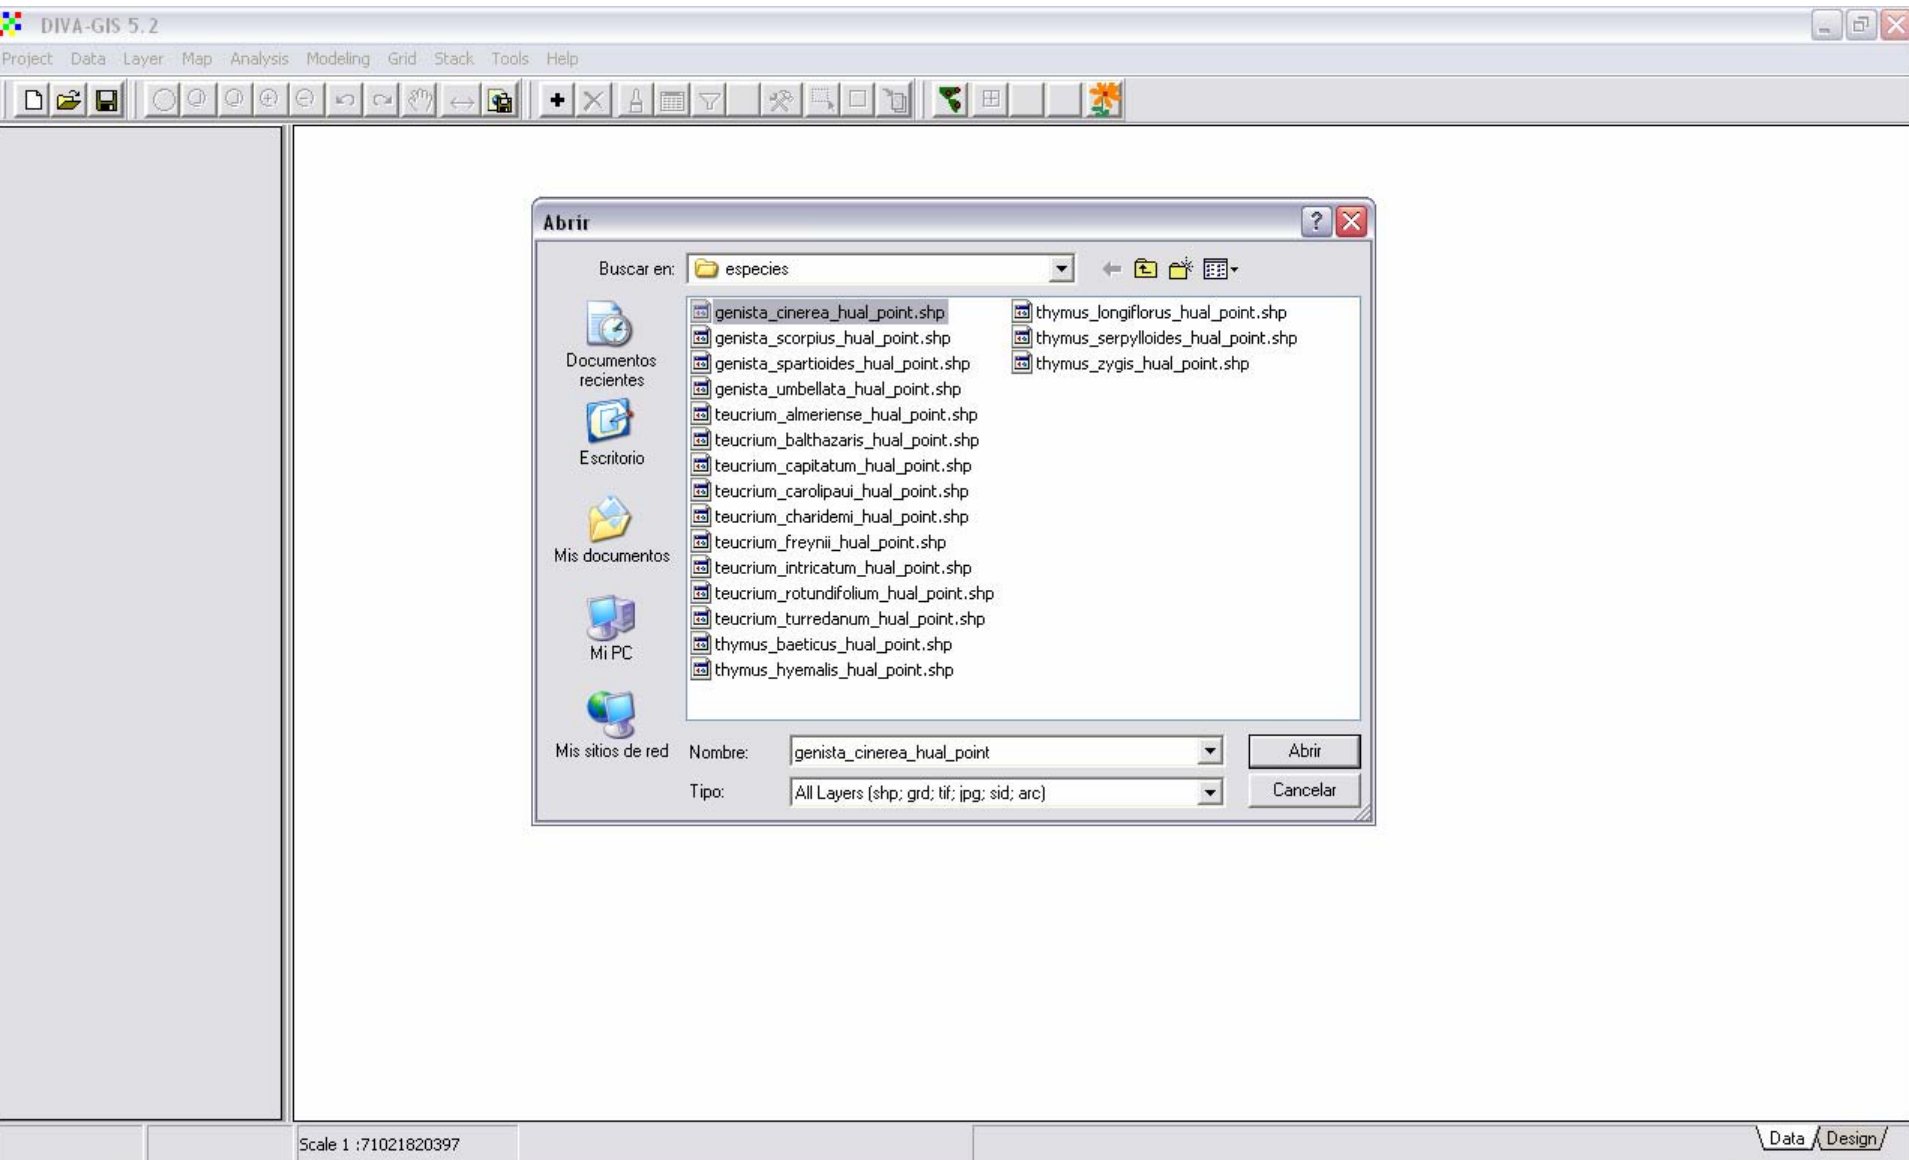 DIVA-GIS 5.2
Project Data Layer Map Analysis Modeling Grid Stack Tools Help
Abrir
Buscar en: especies
genista_cinerea_hual_point.shp
genista_scorpius_hual_point.shp
genista_spartioides_hual_point.shp
genista_umbellata_hual_point.shp
teucrium_almeriense_hual_point.shp
teucrium_balthazaris_hual_point.shp
teucrium_capitatum_hual_point.shp
teucrium_carolipaui_hual_point.shp
teucrium_charidemi_hual_point.shp
teucrium_freynii_hual_point.shp
teucrium_intricatum_hual_point.shp
teucrium_rotundifolium_hual_point.shp
teucrium_turredanum_hual_point.shp
thymus_baeticus_hual_point.shp
thymus_hyemalis_hual_point.shp
thymus_longiflorus_hual_point.shp
thymus_serpylloides_hual_point.shp
thymus_zygis_hual_point.shp
Documentos
recientes
Escritorio
Mis documentos
Mi PC
Mis sitios de red
Nombre: genista_cinerea_hual_point Abrir
Tipo: All Layers (shp; grd; tif; jpg; sid; arc) Cancelar
Scale 1 :71021820397
Data Design